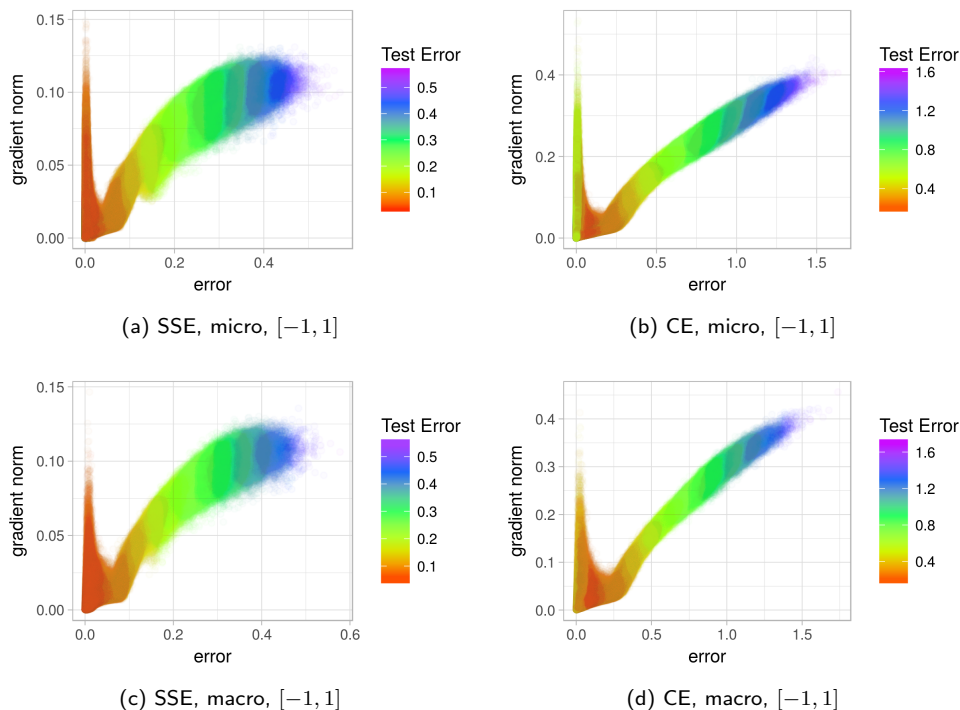 0.15
0.10
0.05
0.00
gradient norm
0.0 0.2 0.4
error
Test Error
0.5
0.4
0.3
0.2
0.1
(a) SSE, micro, [−1, 1]
0.4
0.2
0.0
gradient norm
0.0 0.5 1.0 1.5
error
Test Error
1.6
1.2
0.8
0.4
(b) CE, micro, [−1, 1]
0.15
0.10
0.05
0.00
gradient norm
0.0 0.2 0.4 0.6
error
Test Error
0.5
0.4
0.3
0.2
0.1
(c) SSE, macro, [−1, 1]
0.4
0.3
0.2
0.1
0.0
gradient norm
0.0 0.5 1.0 1.5
error
Test Error
1.6
1.2
0.8
0.4
(d) CE, macro, [−1, 1]